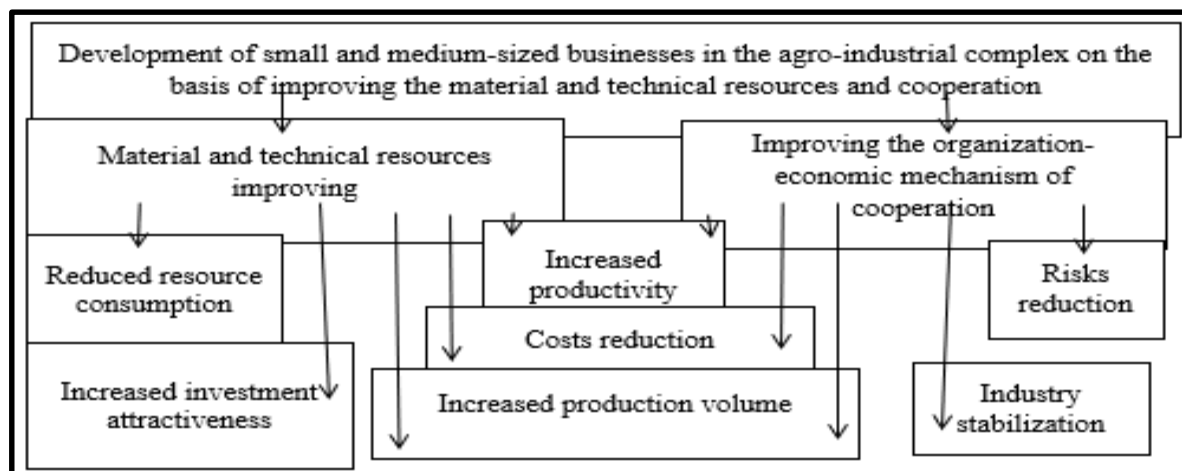 Development of small and medium-sized businesses in the agro-industrial complex on the
basis of improving the material and technical resources and cooperation
Material and technical resources
improving
Improving the organization-
economic mechanism of
cooperation
Reduced resource
consumption
Increased
productivity
Risks
reduction
Costs reduction
Increased investment
attractiveness
Increased production volume
Industry
stabilization